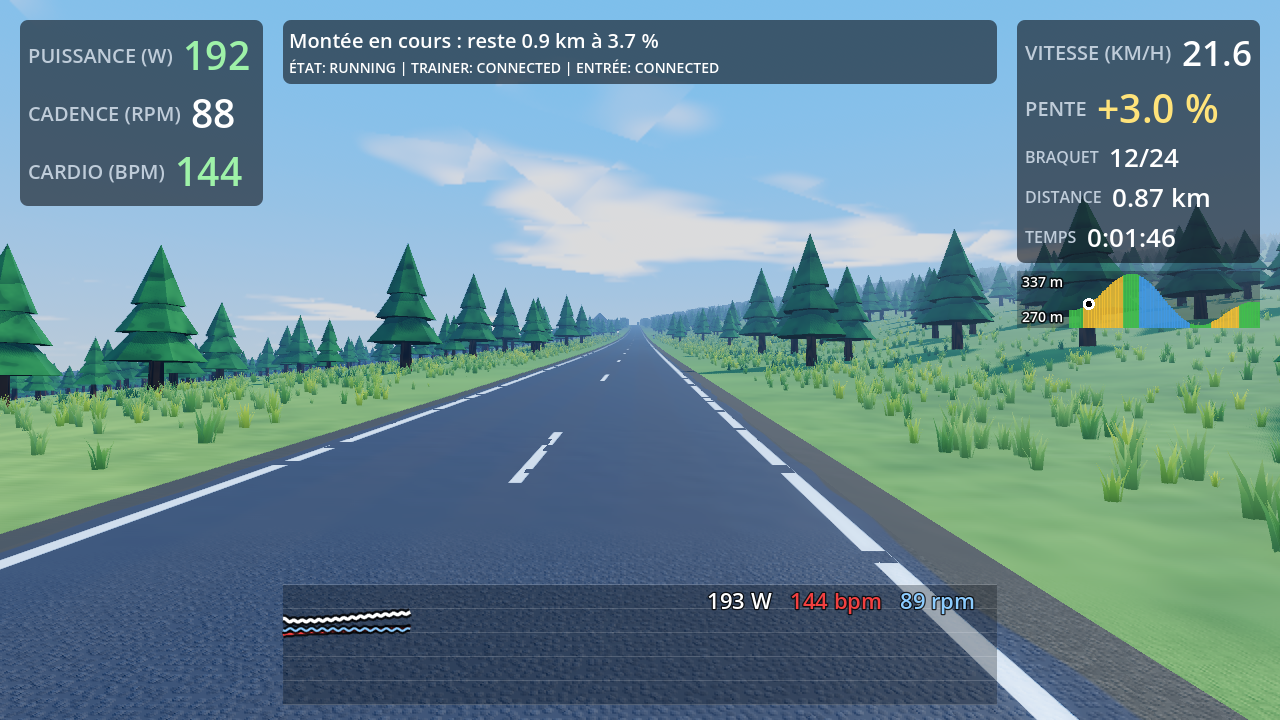 PUISSANCE (W) 192
CADENCE (RPM) 88
CARDIO (BPM) 144
Montée en cours : reste 0.9 km à 3.7 %
ÉTAT: RUNNING | TRAINER: CONNECTED | ENTRÉE: CONNECTED
VITESSE (KM/H) 21.6
PENTE +3.0 %
BRAQUET 12/24
DISTANCE 0.87 km
TEMPS 0:01:46
337 m
270 m
193 W 144 bpm 89 rpm